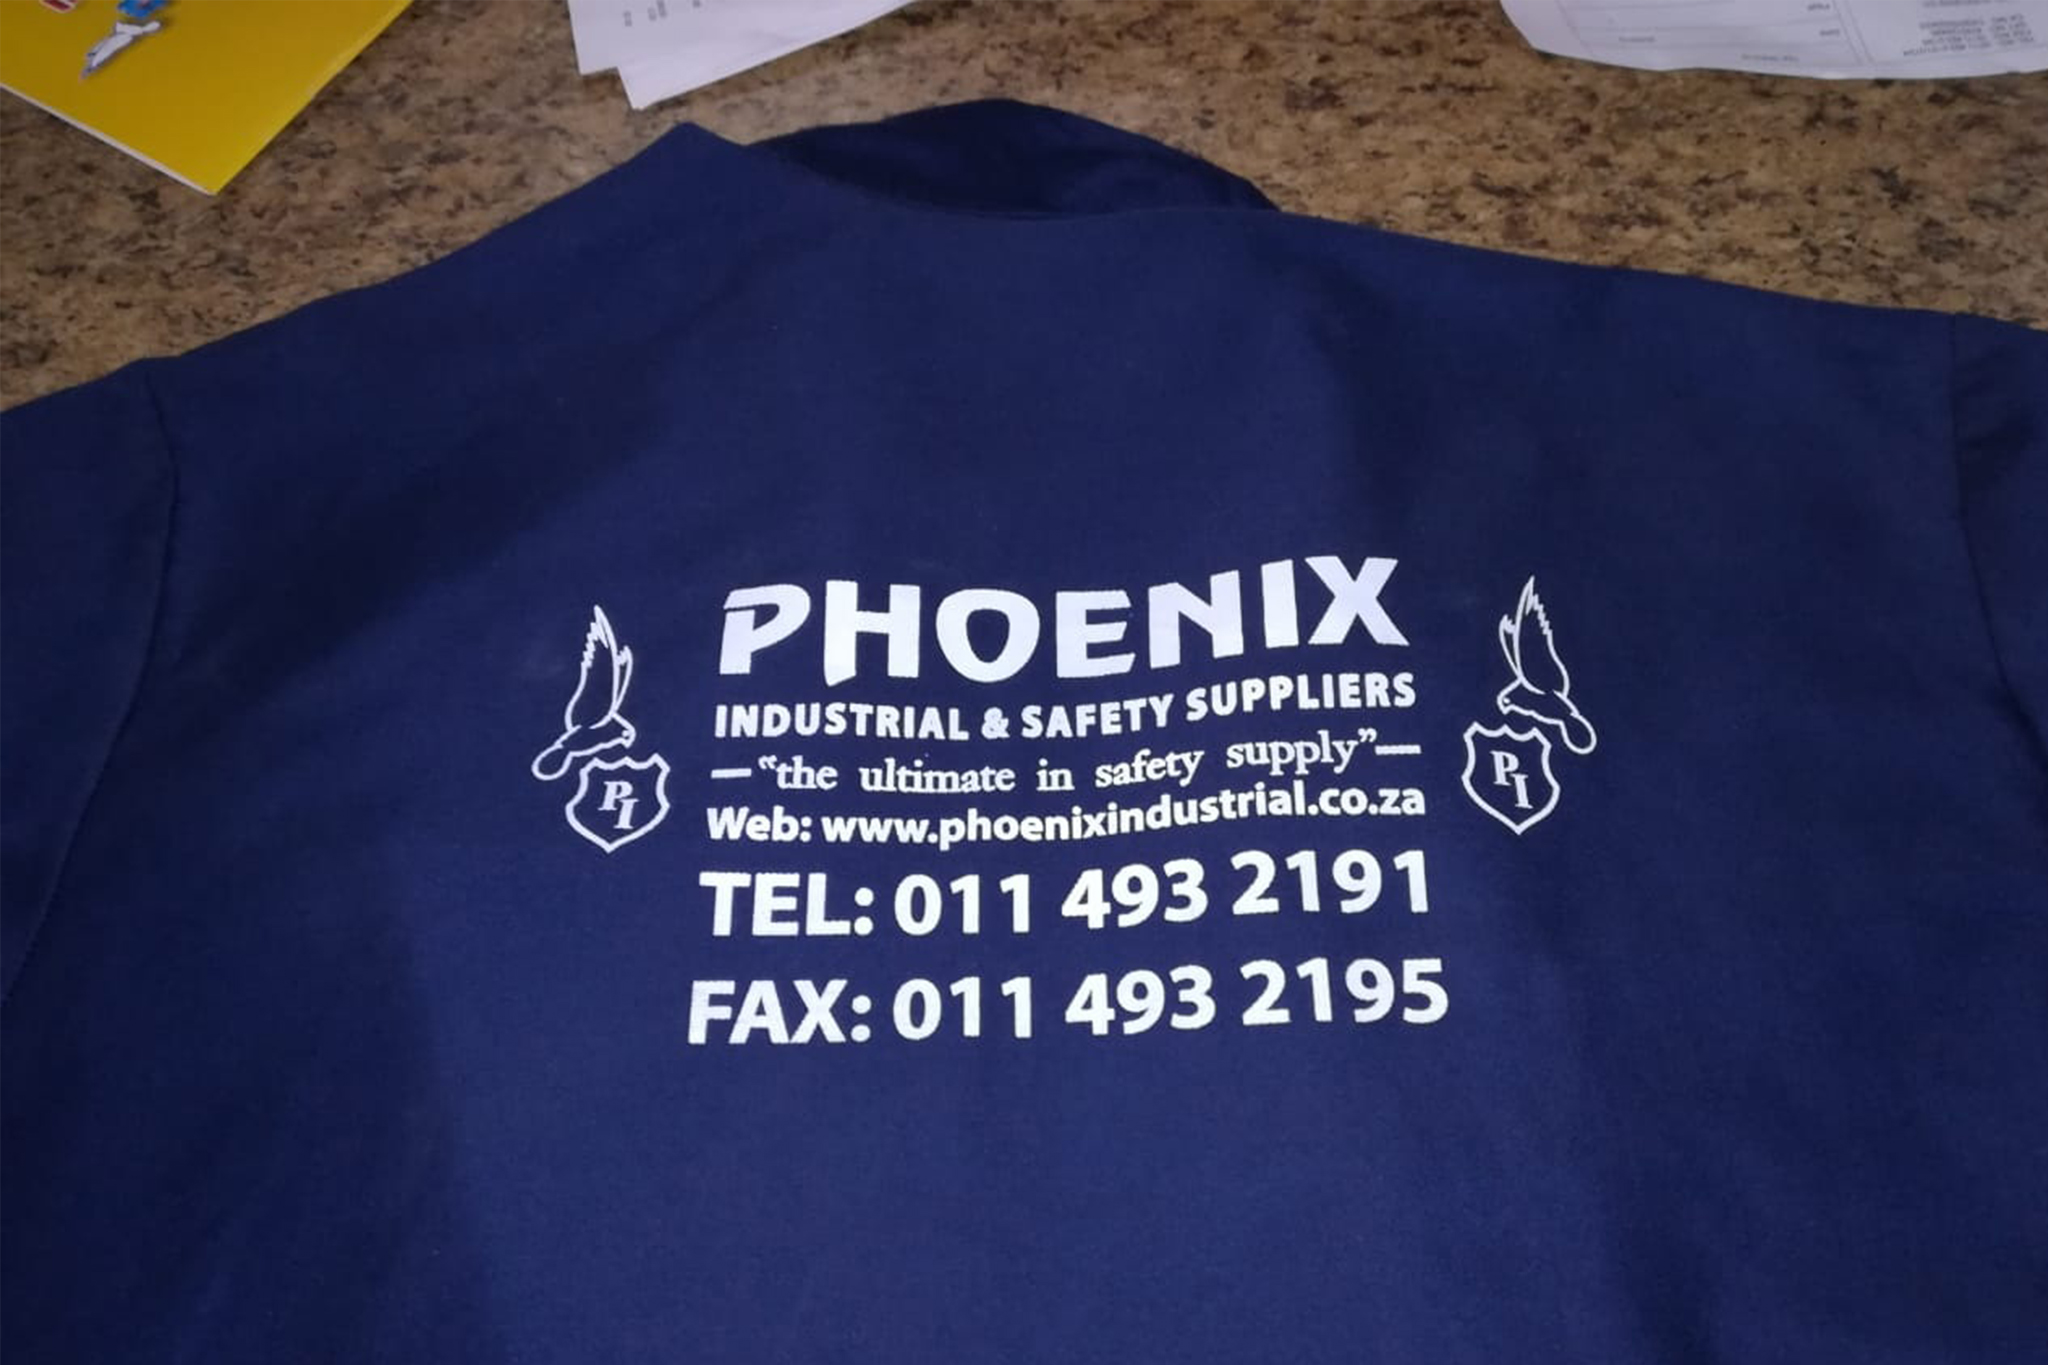 PHOENIX
INDUSTRIAL & SAFETY SUPPLIERS
—"the ultimate in safety supply"—
Web: www.phoenixindustrial.co.za
TEL: 011 493 2191
FAX: 011 493 2195
PI
PI